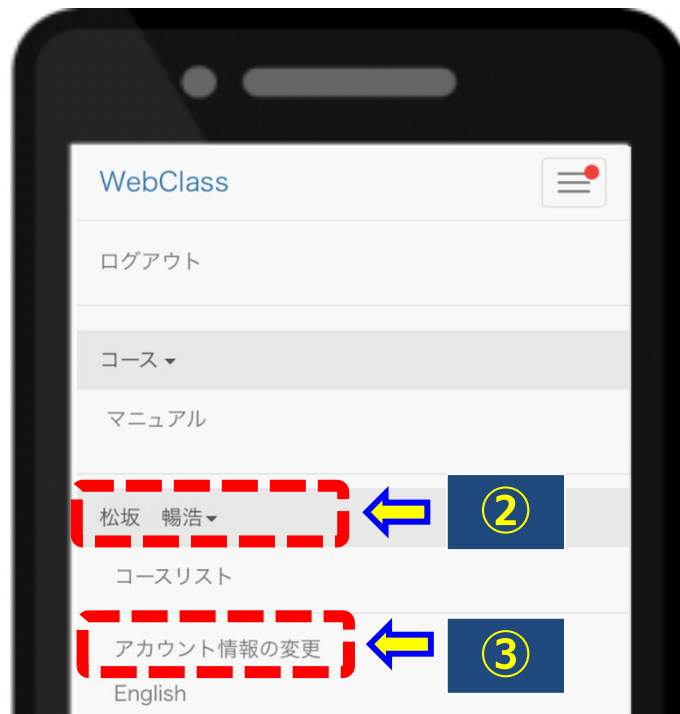 WebClass
ログアウト
コース
マニュアル
松坂　暢浩
②
コースリスト
アカウント情報の変更
③
English